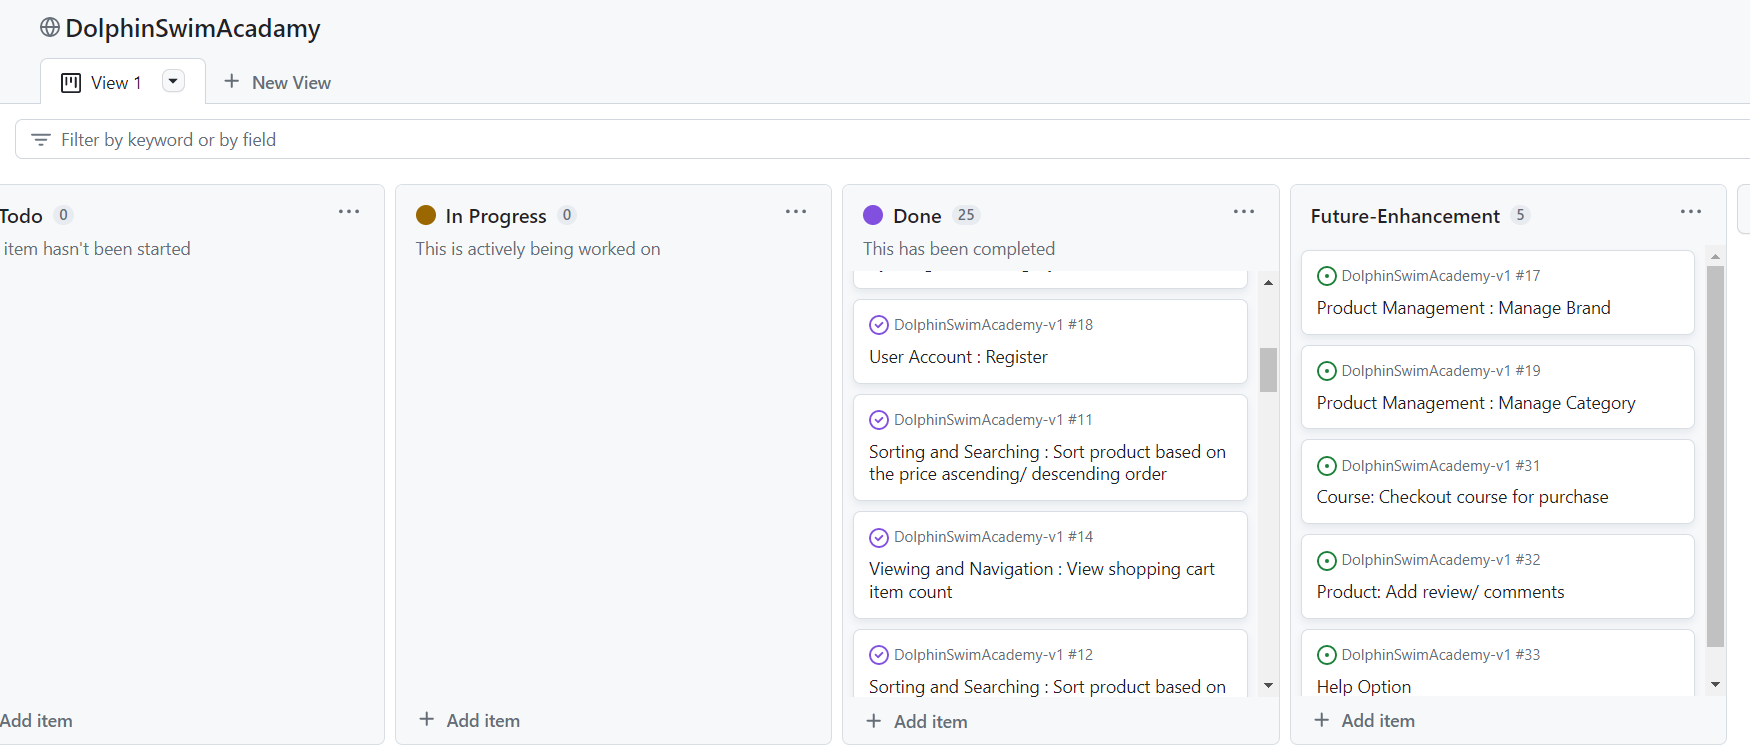 DolphinSwimAcadamy
View 1
New View
Filter by keyword or by field
Todo 0
item hasn't been started
Add item
In Progress 0
This is actively being worked on
Add item
Done 25
This has been completed
DolphinSwimAcademy-v1 #18
User Account : Register
DolphinSwimAcademy-v1 #11
Sorting and Searching : Sort product based on
the price ascending/ descending order
DolphinSwimAcademy-v1 #14
Viewing and Navigation : View shopping cart
item count
DolphinSwimAcademy-v1 #12
Sorting and Searching : Sort product based on
Add item
Future-Enhancement 5
DolphinSwimAcademy-v1 #17
Product Management : Manage Brand
DolphinSwimAcademy-v1 #19
Product Management : Manage Category
DolphinSwimAcademy-v1 #31
Course: Checkout course for purchase
DolphinSwimAcademy-v1 #32
Product: Add review/ comments
DolphinSwimAcademy-v1 #33
Help Option
Add item